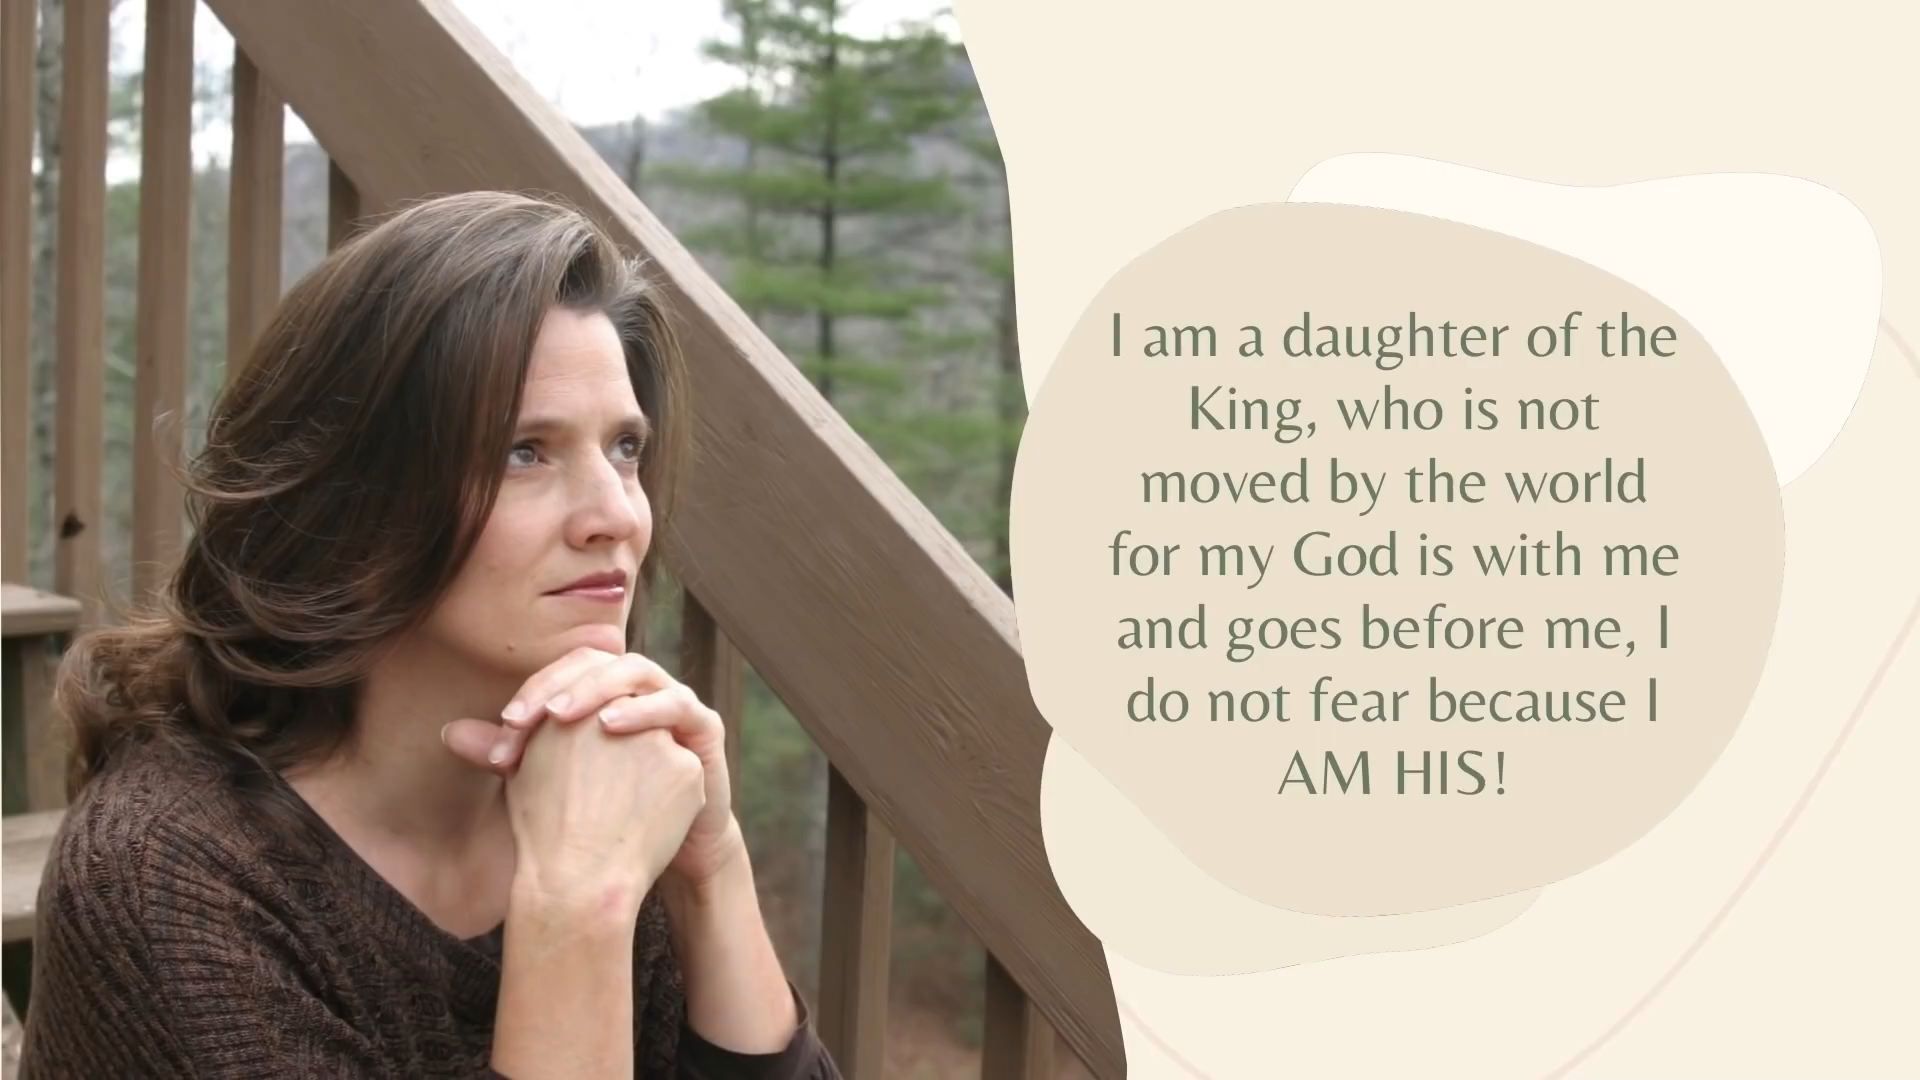 I am a daughter of the
King, who is not
moved by the world
for my God is with me
and goes before me, I
do not fear because I
AM HIS!